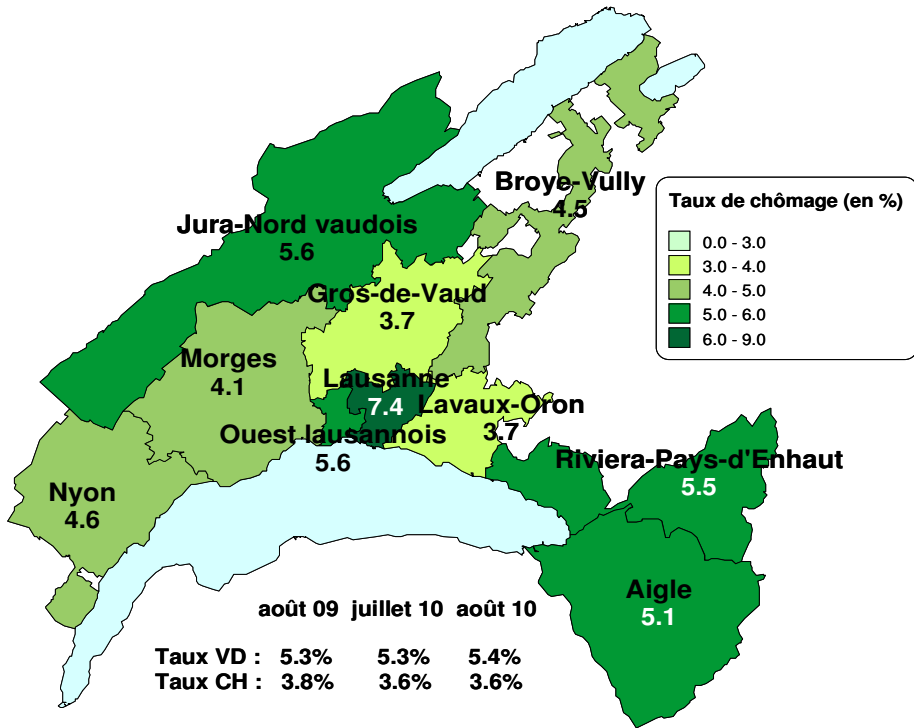 Broye-Vully
4.5
Jura-Nord vaudois
5.6
Gros-de-Vaud
3.7
Morges
4.1
Lausanne
7.4
Lavaux-Oron
3.7
Ouest lausannois
5.6
Riviera-Pays-d'Enhaut
5.5
Nyon
4.6
Aigle
5.1
Taux de chômage (en %)
0.0 - 3.0
3.0 - 4.0
4.0 - 5.0
5.0 - 6.0
6.0 - 9.0
août 09 juillet 10 août 10
Taux VD : 5.3% 5.3% 5.4%
Taux CH : 3.8% 3.6% 3.6%